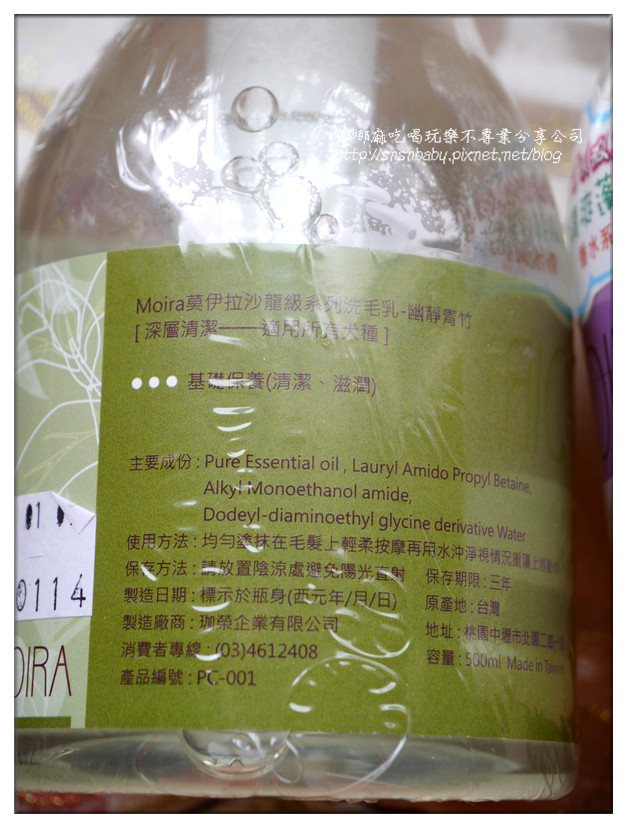 麻吃喝玩樂不專業分享公司
http://snsnbaby.pixnet.net/blog
Moira莫伊拉沙龍級系列洗毛乳-幽靜青竹
[ 深層清潔——適用所有犬種 ]
●●● 基礎保養(清潔、滋潤)
主要成份 : Pure Essential oil , Lauryl Amido Propyl Betaine,
Alkyl Monoethanol amide,
Dodeyl-diaminoethyl glycine derivative Water
使用方法 : 均勻塗抹在毛髮上輕柔按摩再用水沖淨視情況重覆上述動作
保存方法 : 請放置陰涼處避免陽光直射 保存期限 : 三年
製造日期 : 標示於瓶身(西元年/月/日) 原產地 : 台灣
製造廠商 : 珈榮企業有限公司 地址 : 桃園中壢市北園二路一
消費者專線 : (03)4612408 容量 : 500ml Made in Taiwan
產品編號 : PC-001
0114
OIRA
水系